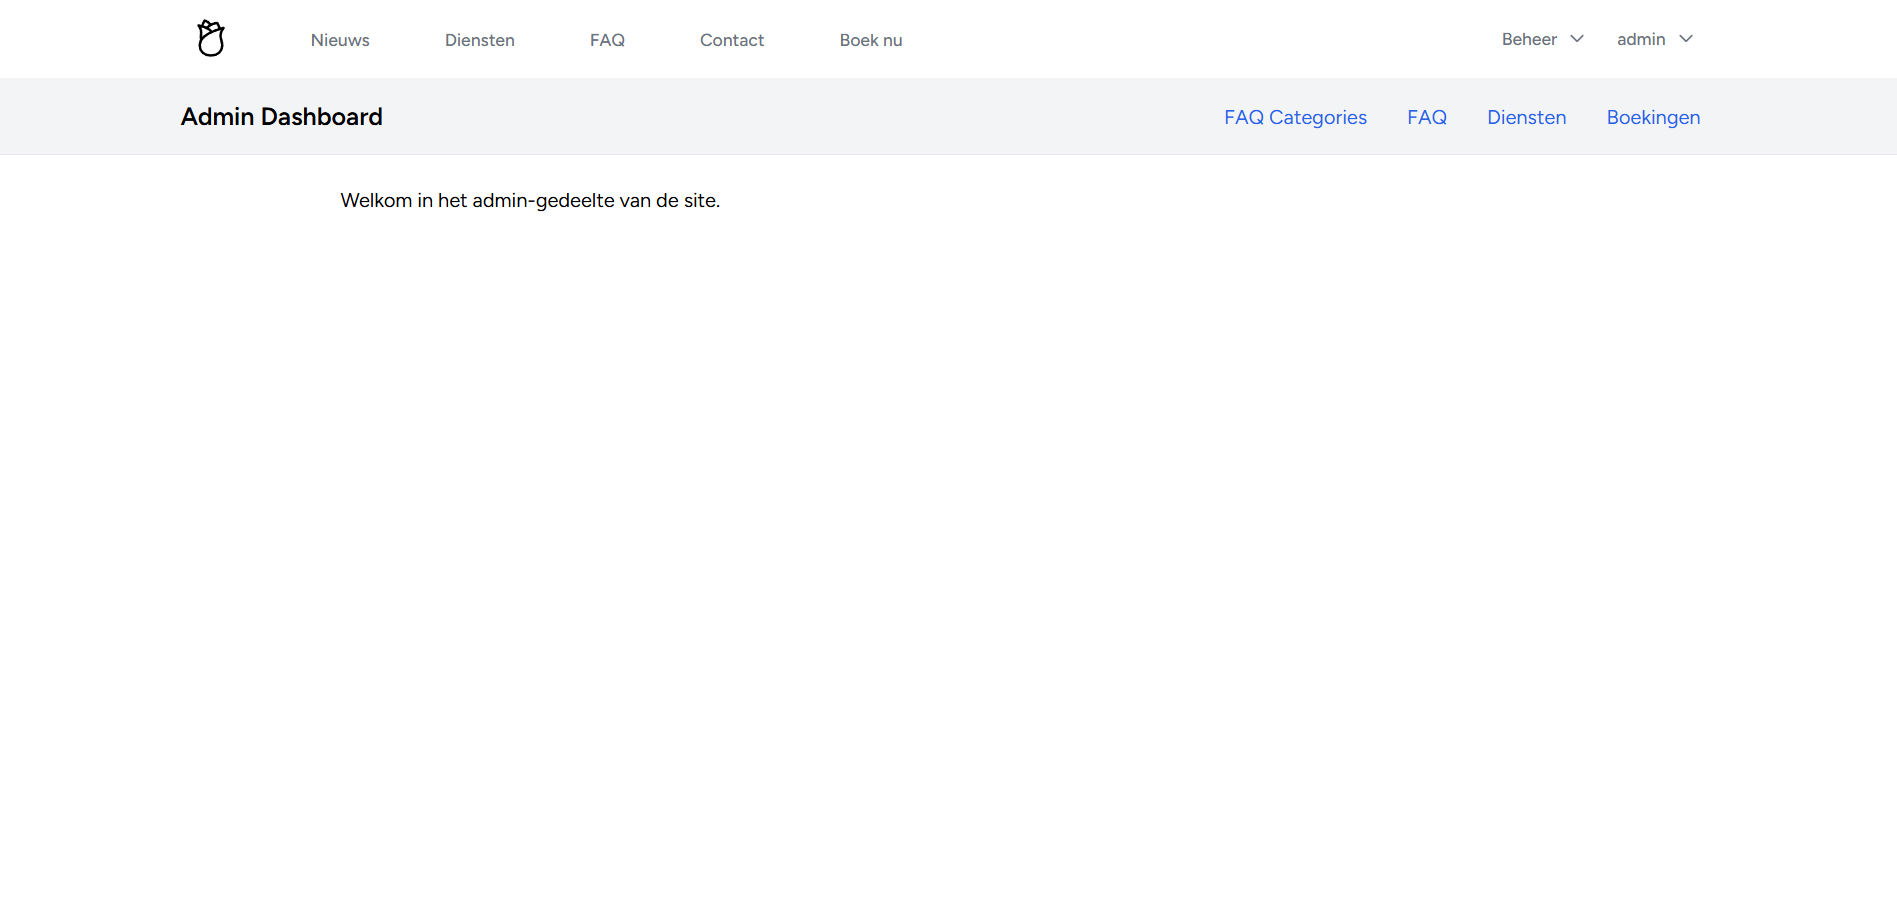 Nieuws Diensten FAQ Contact Boek nu Beheer admin
Admin Dashboard FAQ Categories FAQ Diensten Boekingen
Welkom in het admin-gedeelte van de site.